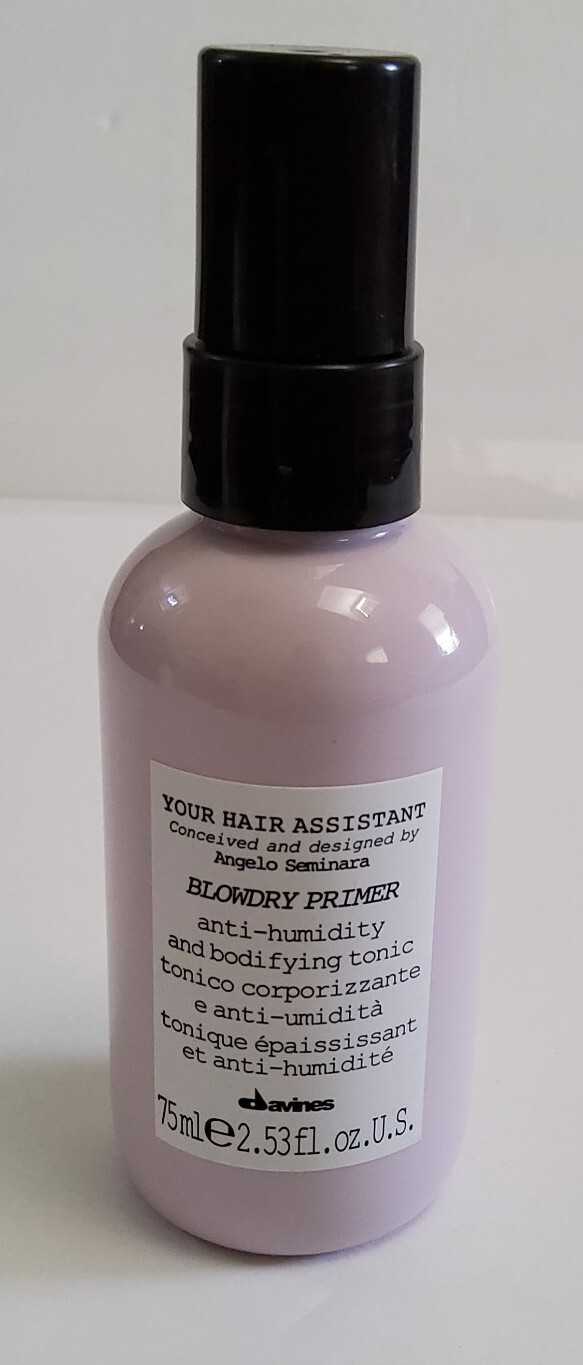 YOUR HAIR ASSISTANT
Conceived and designed by
Angelo Seminara
BLOWDRY PRIMER
anti-humidity
and bodifying tonic
tonico corporizzante
e anti-umidità
tonique épaississant
et anti-humidité
davines
75ml℮2.53fl.oz.U.S.